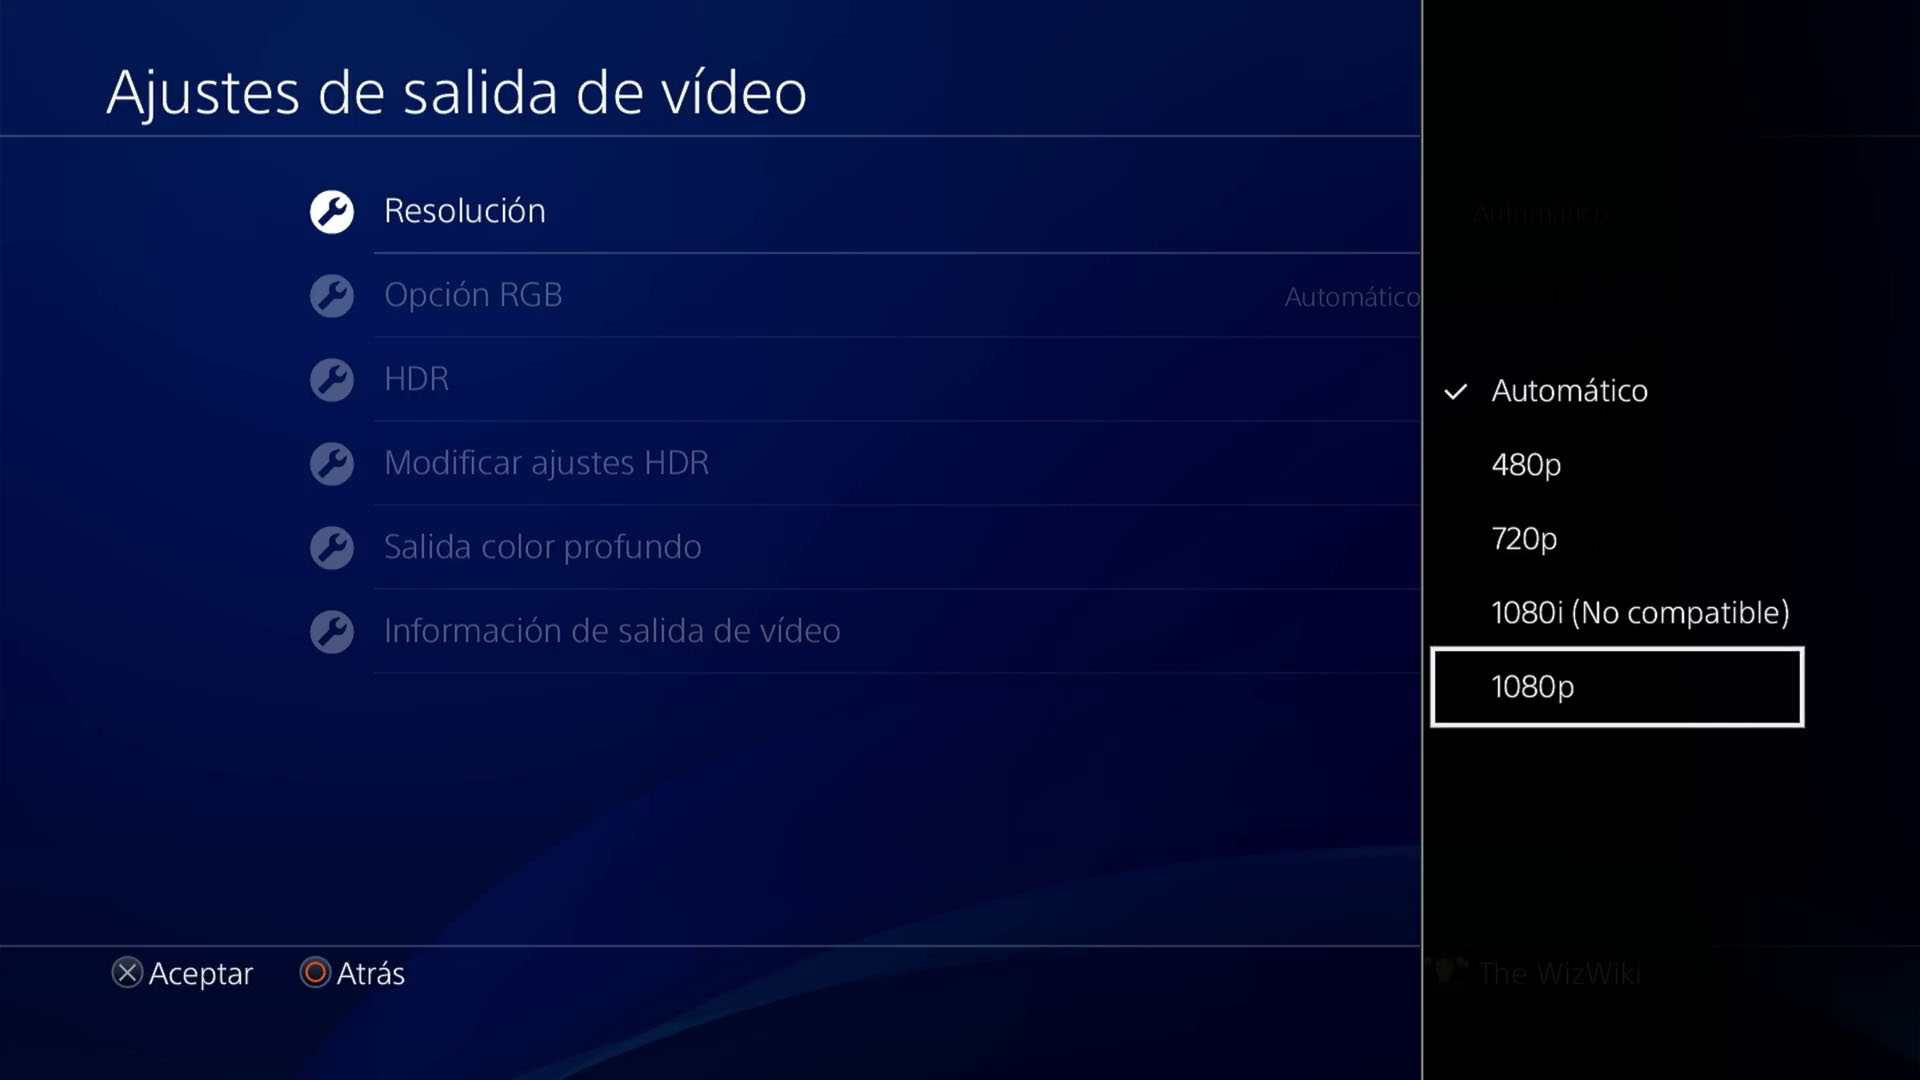 Ajustes de salida de vídeo
Resolución
Automático
Opción RGB
Automático
HDR
Modificar ajustes HDR
Salida color profundo
Información de salida de vídeo
Automático
480p
720p
1080i (No compatible)
1080p
Aceptar
Atrás
The WizWiki